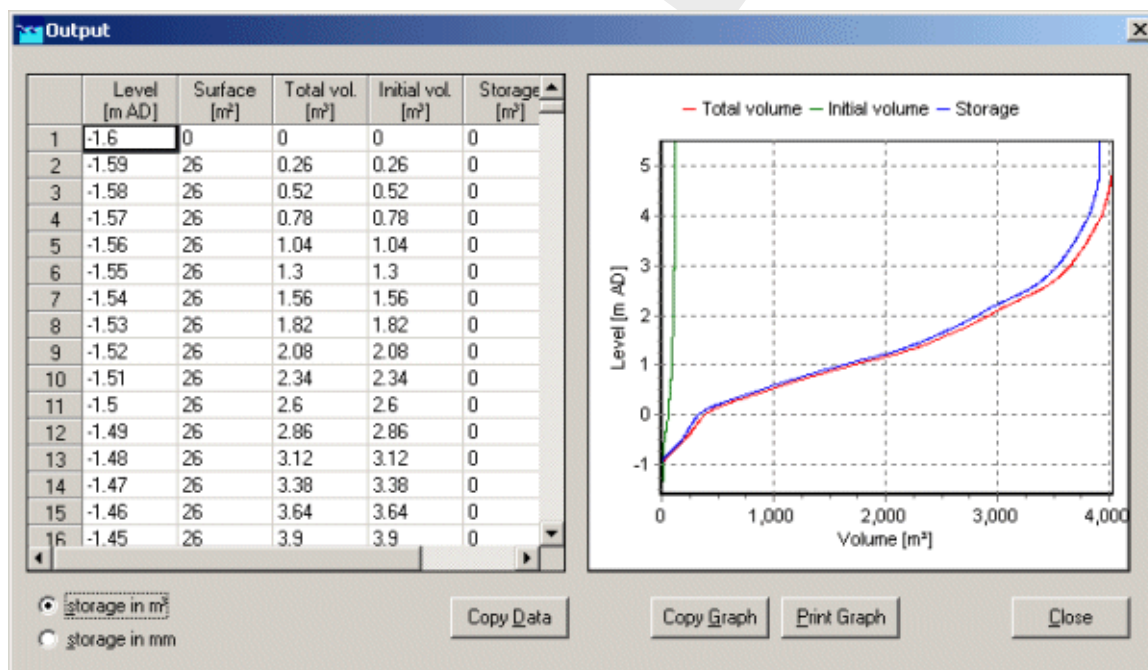 Output
Level Surface Total vol. Initial vol. Storage
[m AD] [m²] [m³] [m³] [m³]
1 -1.6 0 0 0 0
2 -1.59 26 0.26 0.26 0
3 -1.58 26 0.52 0.52 0
4 -1.57 26 0.78 0.78 0
5 -1.56 26 1.04 1.04 0
6 -1.55 26 1.3 1.3 0
7 -1.54 26 1.56 1.56 0
8 -1.53 26 1.82 1.82 0
9 -1.52 26 2.08 2.08 0
10 -1.51 26 2.34 2.34 0
11 -1.5 26 2.6 2.6 0
12 -1.49 26 2.86 2.86 0
13 -1.48 26 3.12 3.12 0
14 -1.47 26 3.38 3.38 0
15 -1.46 26 3.64 3.64 0
16 -1.45 26 3.9 3.9 0
Total volume Initial volume Storage
5
4
3
2
1
0
-1
Level [m AD]
0 1,000 2,000 3,000 4,000
Volume [m³]
storage in m³
storage in mm
Copy Data
Copy Graph
Print Graph
Close